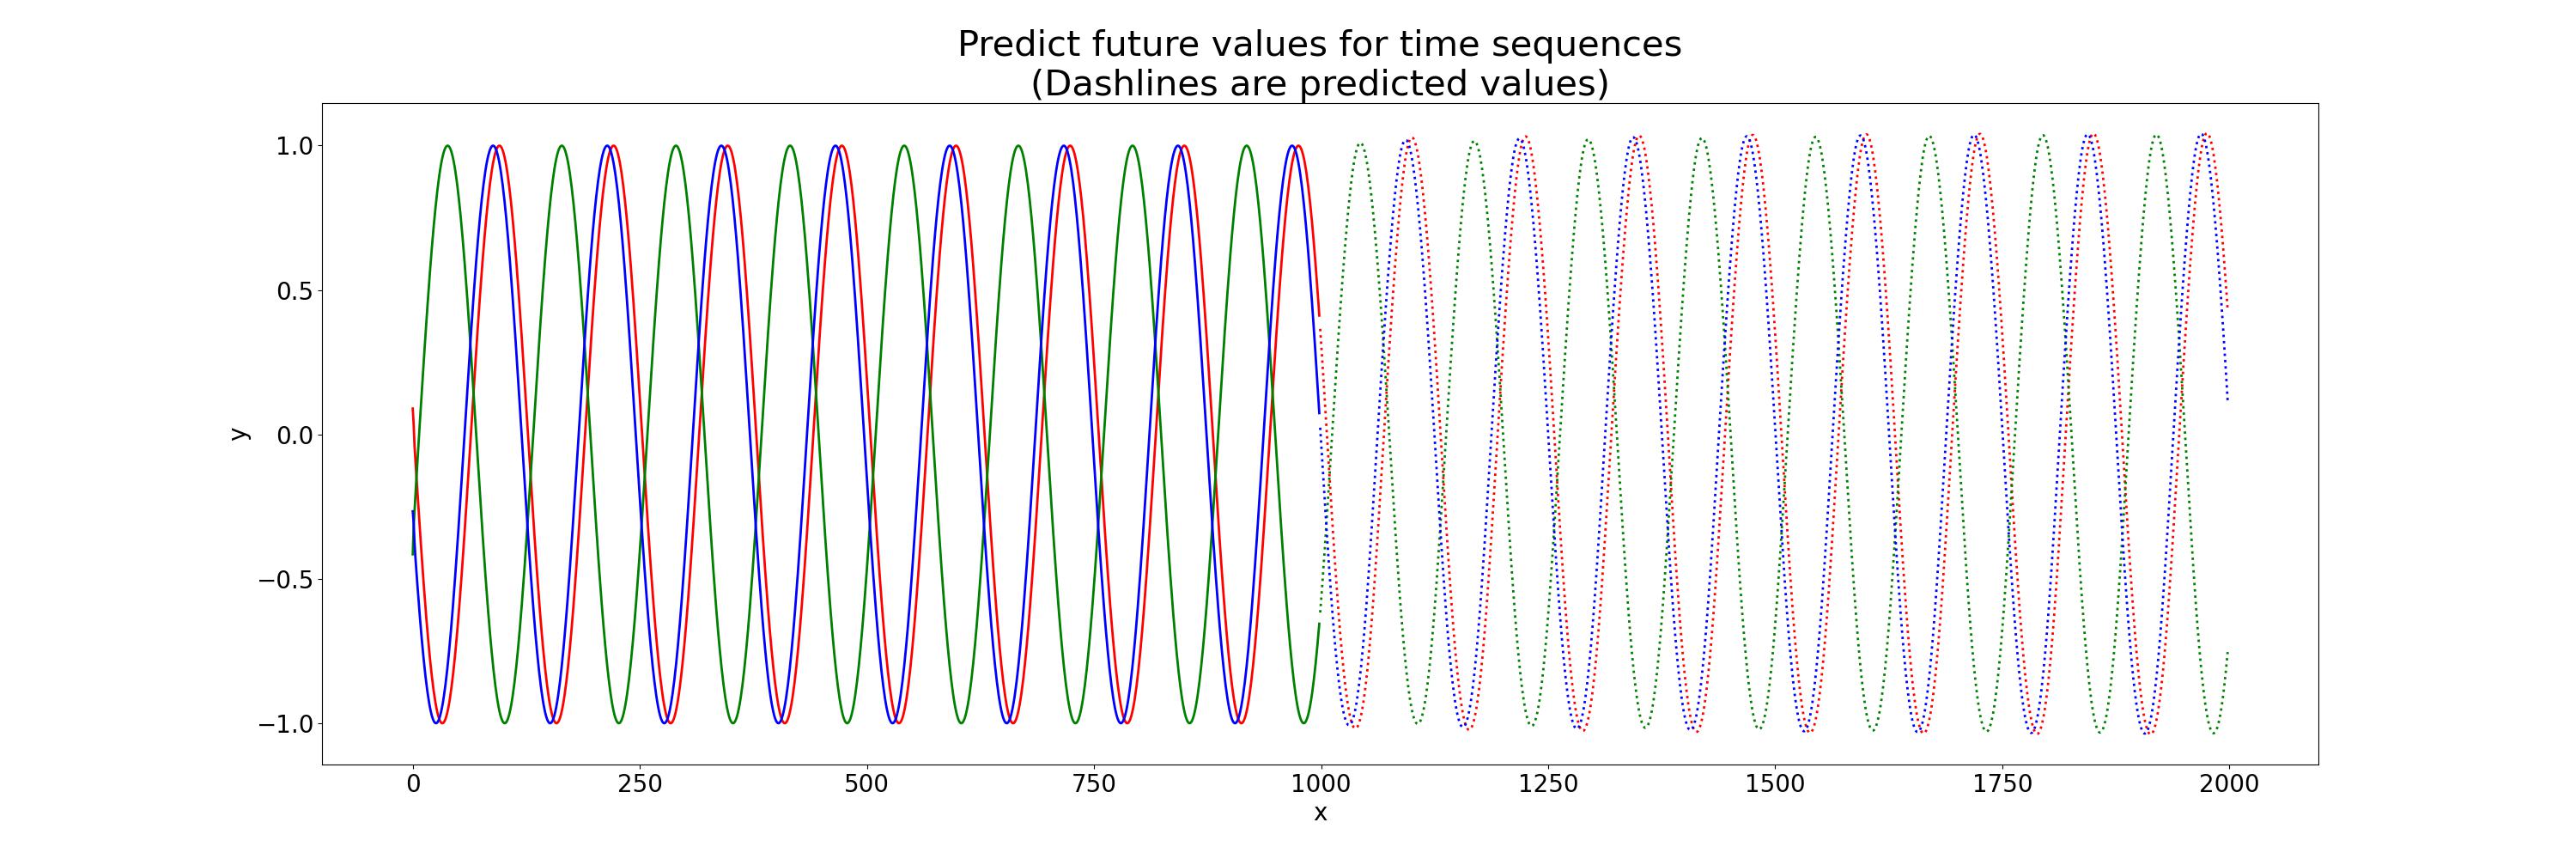 Predict future values for time sequences
(Dashlines are predicted values)
1.0
0.5
0.0
−0.5
−1.0
y
0 250 500 750 1000 1250 1500 1750 2000
x